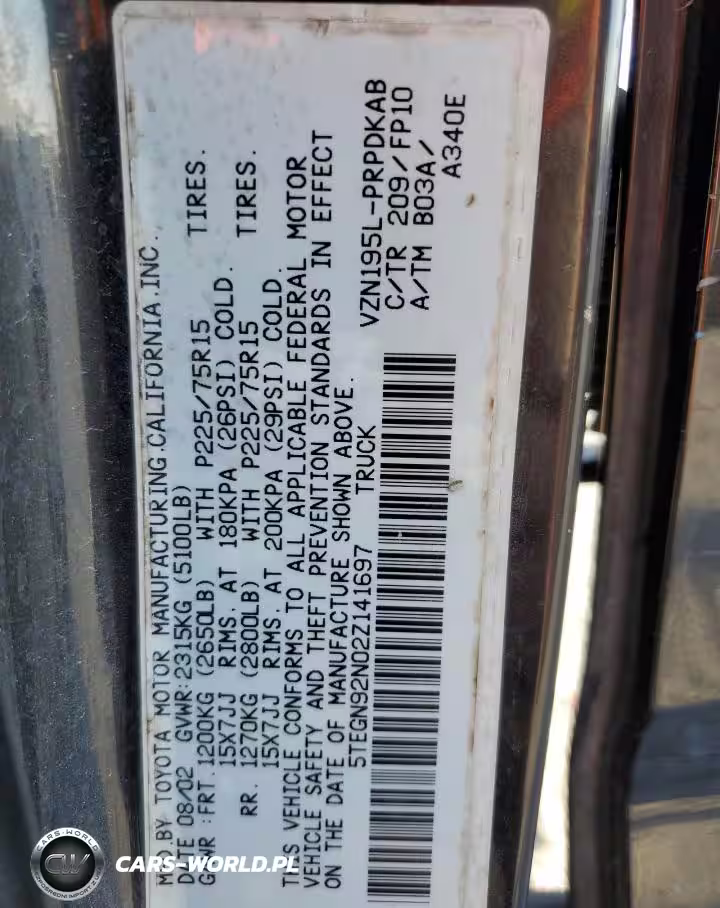 MFD BY TOYOTA MOTOR MANUFACTURING.CALIFORNIA.INC.
DATE 08/02 GVWR:2315KG (5100LB)
GAWR :FRT.1200KG (2650LB) WITH P225/75R15 TIRES.
15X7JJ RIMS. AT 180KPA (26PSI) COLD.
RR. 1270KG (2800LB) WITH P225/75R15 TIRES.
15X7JJ RIMS. AT 200KPA (29PSI) COLD.
THIS VEHICLE CONFORMS TO ALL APPLICABLE FEDERAL MOTOR
VEHICLE SAFETY AND THEFT PREVENTION STANDARDS IN EFFECT
ON THE DATE OF MANUFACTURE SHOWN ABOVE.
5TEGN92N02Z141697 TRUCK
VZN195L-PRPDKAB
C/TR 209/FP10
A/TM B03A/
A340E
CARS-WORLD
CW
CARS-WORLD.PL